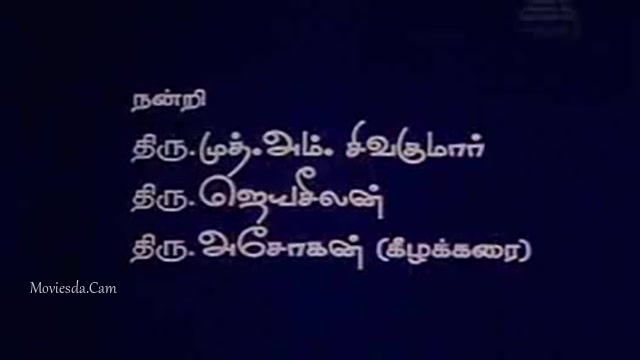 நன்றி
திரு.முத்.அம். சிவகுமார்
திரு.ஜெயசீலன்
திரு.அசோகன் (கீழக்கரை)
Moviesda.Cam